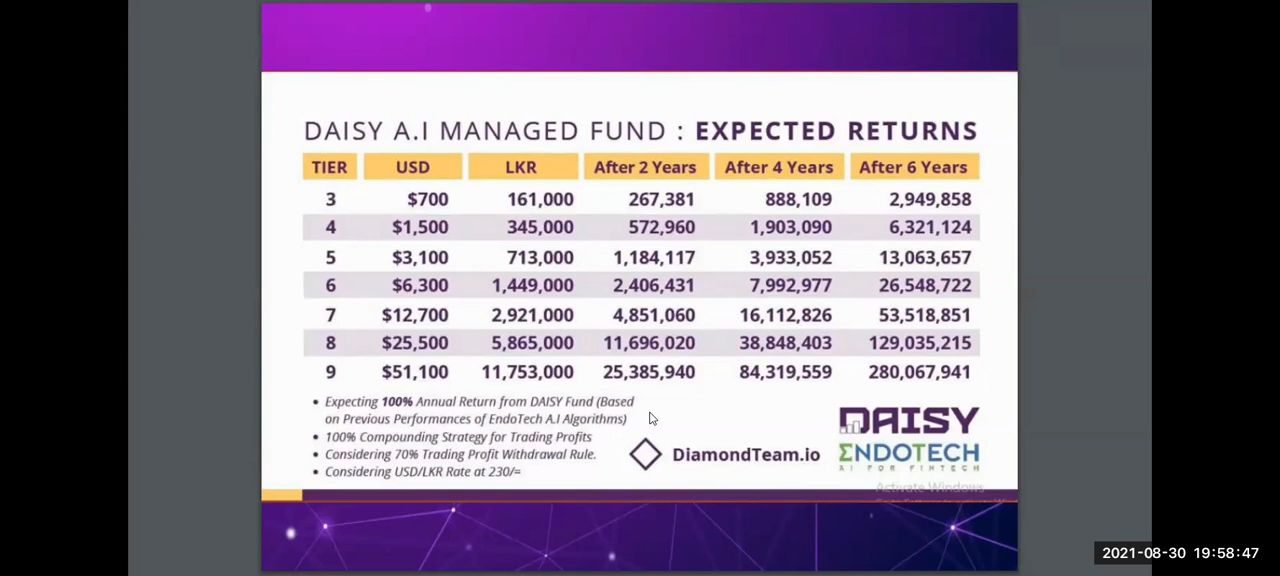 DAISY A.I MANAGED FUND : EXPECTED RETURNS
TIER USD LKR After 2 Years After 4 Years After 6 Years
3 $700 161,000 267,381 888,109 2,949,858
4 $1,500 345,000 572,960 1,903,090 6,321,124
5 $3,100 713,000 1,184,117 3,933,052 13,063,657
6 $6,300 1,449,000 2,406,431 7,992,977 26,548,722
7 $12,700 2,921,000 4,851,060 16,112,826 53,518,851
8 $25,500 5,865,000 11,696,020 38,848,403 129,035,215
9 $51,100 11,753,000 25,385,940 84,319,559 280,067,941
• Expecting 100% Annual Return from DAISY Fund (Based
on Previous Performances of EndoTech A.I Algorithms)
• 100% Compounding Strategy for Trading Profits
• Considering 70% Trading Profit Withdrawal Rule.
• Considering USD/LKR Rate at 230/=
DiamondTeam.io
DAISY
ΣNDOTECH
AI FOR FINTECH
Activate Windows
2021-08-30 19:58:47